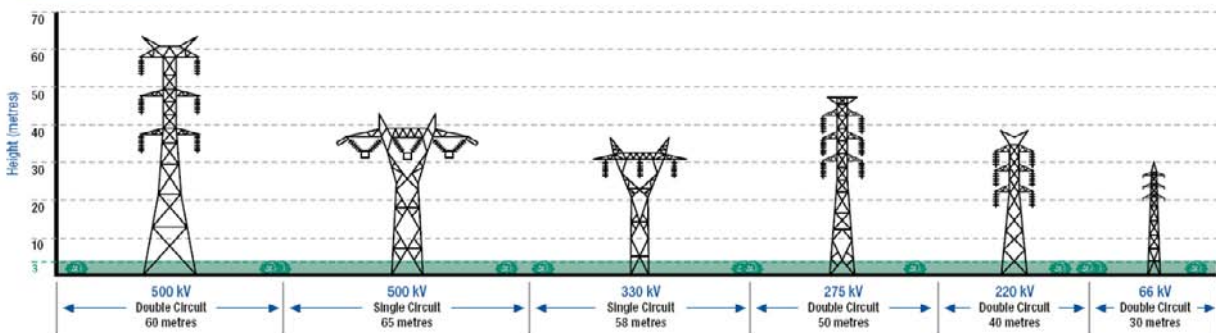 Height (metres)
70
60
50
40
30
20
10
3
500 kV
Double Circuit
60 metres
500 kV
Single Circuit
65 metres
330 kV
Single Circuit
58 metres
275 kV
Double Circuit
50 metres
220 kV
Double Circuit
40 metres
66 kV
Double Circuit
30 metres